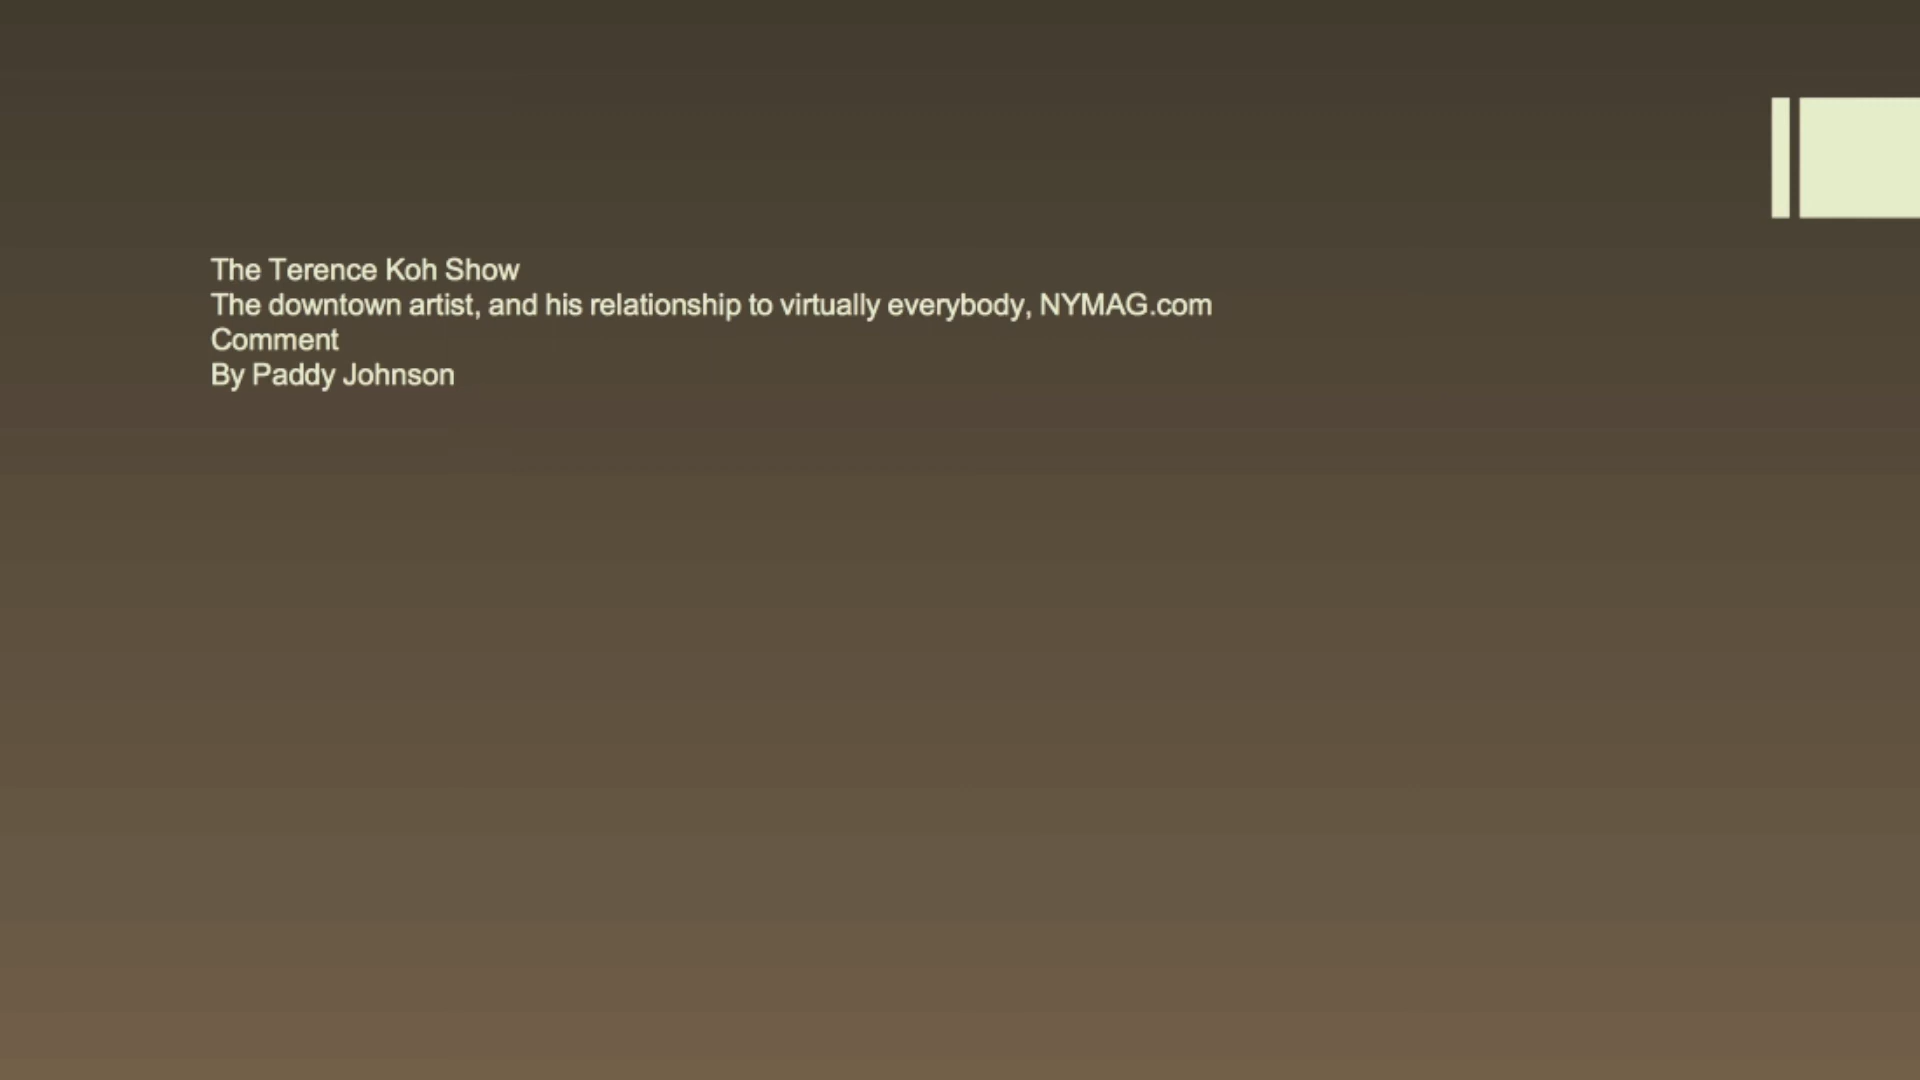 The Terence Koh Show
The downtown artist, and his relationship to virtually everybody, NYMAG.com
Comment
By Paddy Johnson